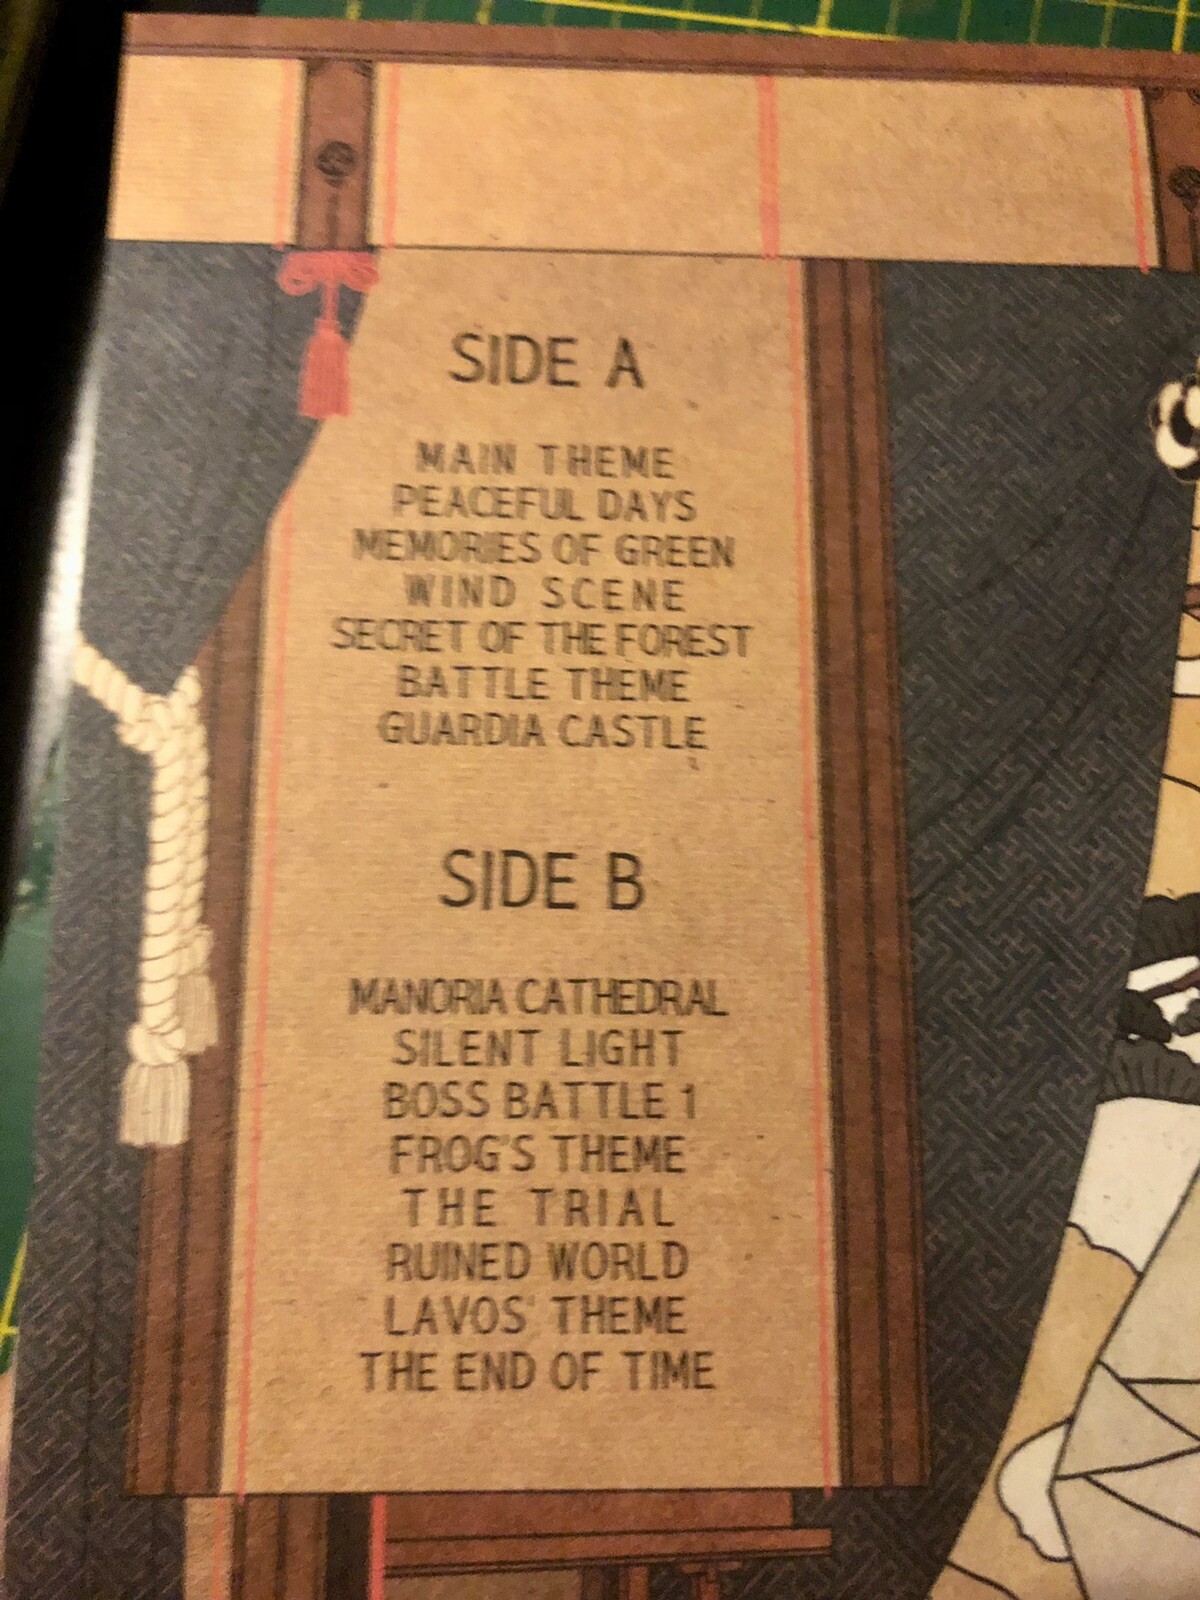 SIDE A
MAIN THEME
PEACEFUL DAYS
MEMORIES OF GREEN
WIND SCENE
SECRET OF THE FOREST
BATTLE THEME
GUARDIA CASTLE
SIDE B
MANORIA CATHEDRAL
SILENT LIGHT
BOSS BATTLE 1
FROG'S THEME
THE TRIAL
RUINED WORLD
LAVOS' THEME
THE END OF TIME